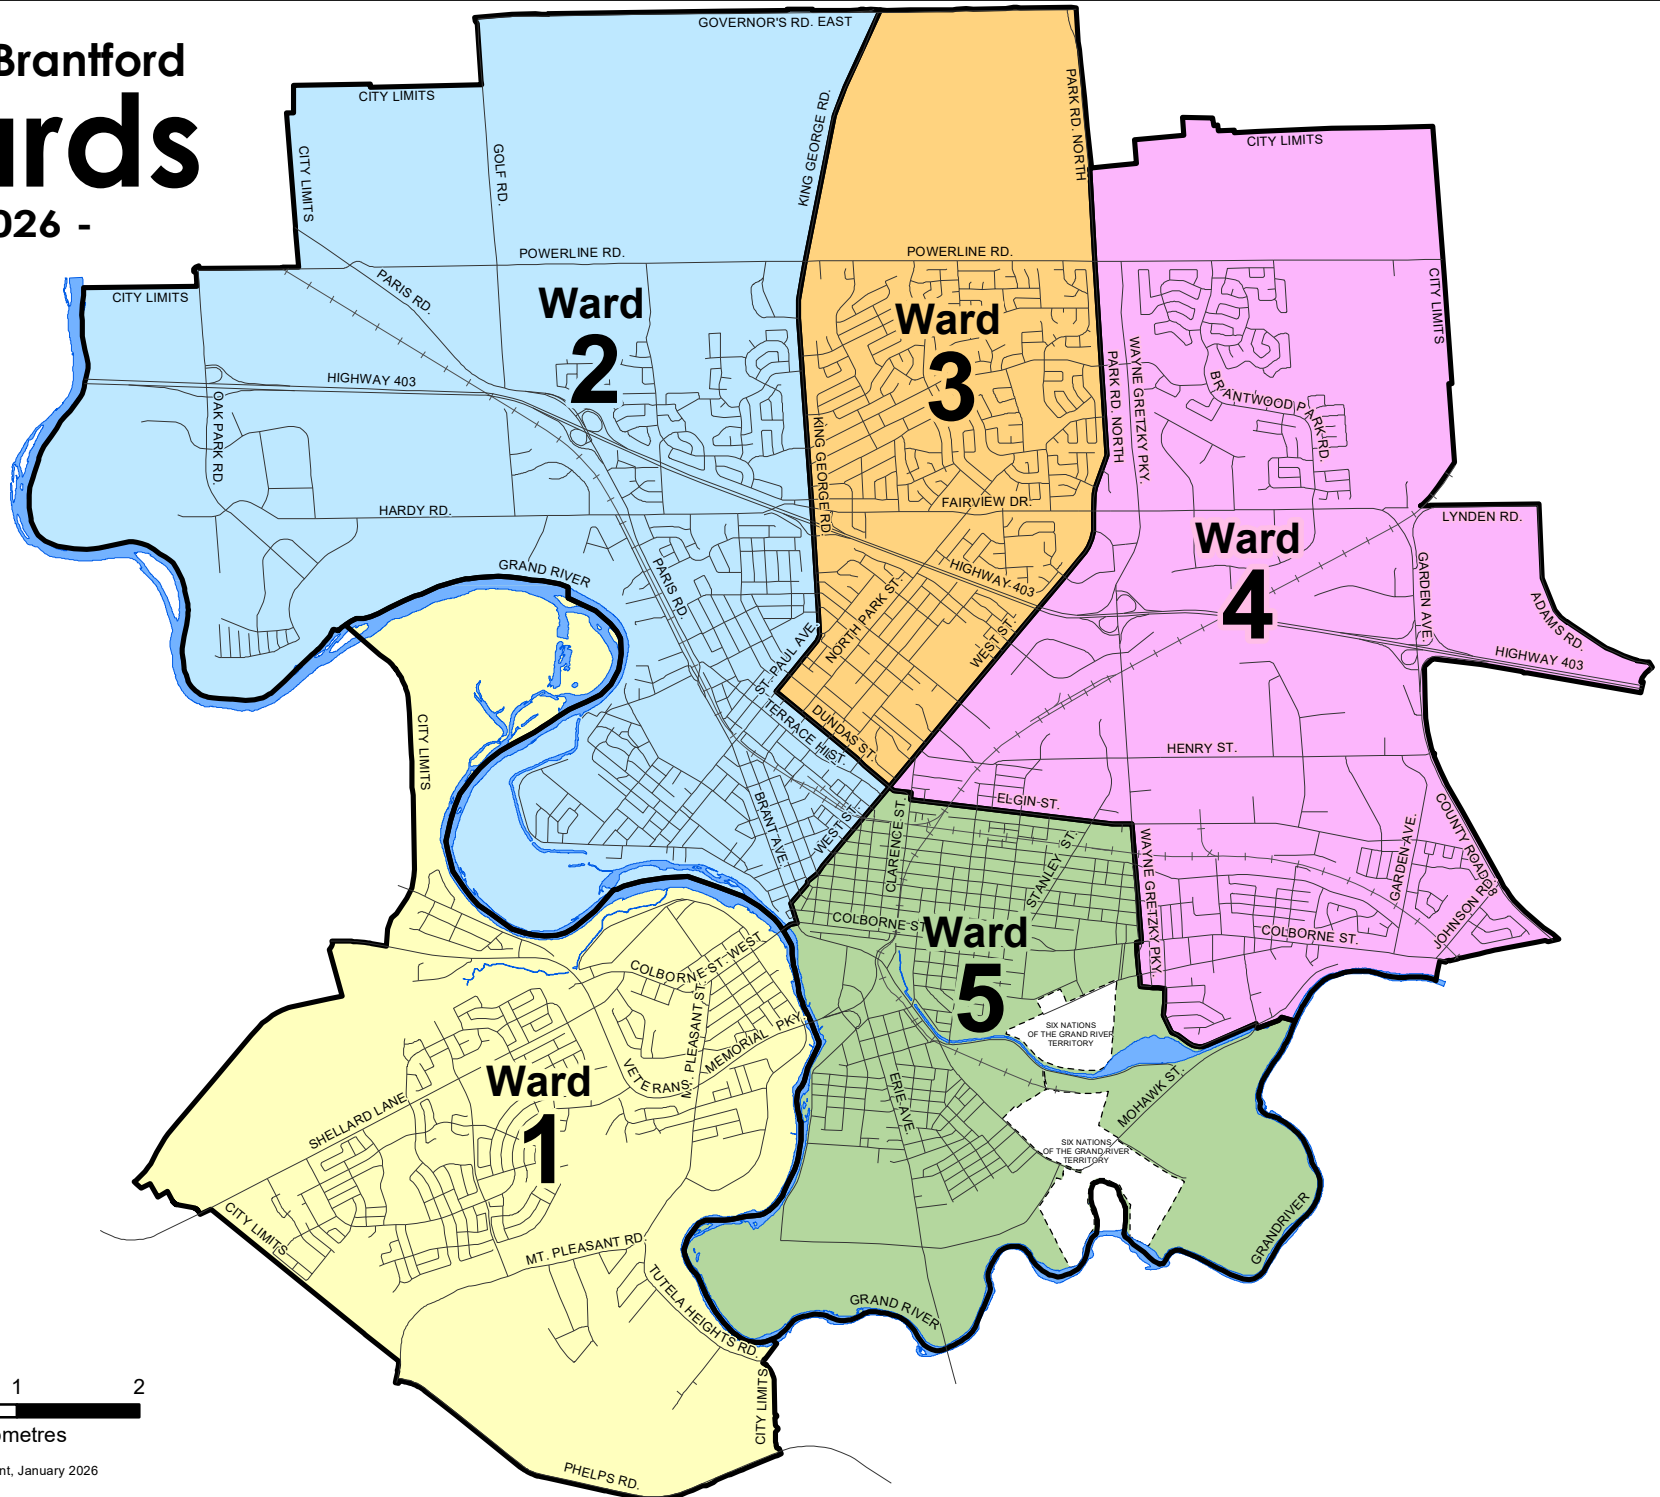 Brantford
ards
026 -
GOVERNOR'S RD. EAST
CITY LIMITS
CITY LIMITS
GOLF RD.
KING GEORGE RD.
PARK RD. NORTH
CITY LIMITS
POWERLINE RD.
POWERLINE RD.
CITY LIMITS
PARIS RD.
CITY LIMITS
Ward
2
Ward
3
HIGHWAY 403
OAK PARK RD.
KING GEORGE RD.
PARK RD. NORTH
WAYNE GRETZKY PKY.
BRANTWOOD PARK RD.
HARDY RD.
FAIRVIEW DR.
LYNDEN RD.
Ward
4
GRAND RIVER
PARIS RD.
HIGHWAY 403
GARDEN AVE.
ADAMS RD.
HIGHWAY 403
NORTH PARK ST.
WEST ST.
ST. PAUL AVE.
TERRACE HILL ST.
DUNDAS ST.
CITY LIMITS
HENRY ST.
BRANT AVE.
WEST ST.
CLARENCE ST.
ELGIN ST.
STANLEY ST.
WAYNE GRETZKY PKY.
GARDEN AVE.
COUNTY ROAD 18
JOHNSON RD.
COLBORNE ST.
COLBORNE ST.
Ward
5
COLBORNE ST. WEST
MT. PLEASANT ST.
VETERANS MEMORIAL PKY.
SIX NATIONS
OF THE GRAND RIVER
TERRITORY
Ward
1
SHELLARD LANE
ERIE AVE.
MOHAWK ST.
SIX NATIONS
OF THE GRAND RIVER
TERRITORY
CITY LIMITS
MT. PLEASANT RD.
TUTELA HEIGHTS RD.
GRAND RIVER
GRAND RIVER
CITY LIMITS
PHELPS RD.
1 2
ometres
nt, January 2026